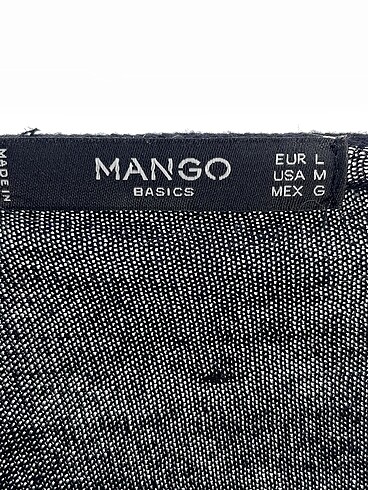 MADE IN
MANGO
BASICS
EUR L
USA M
MEX G